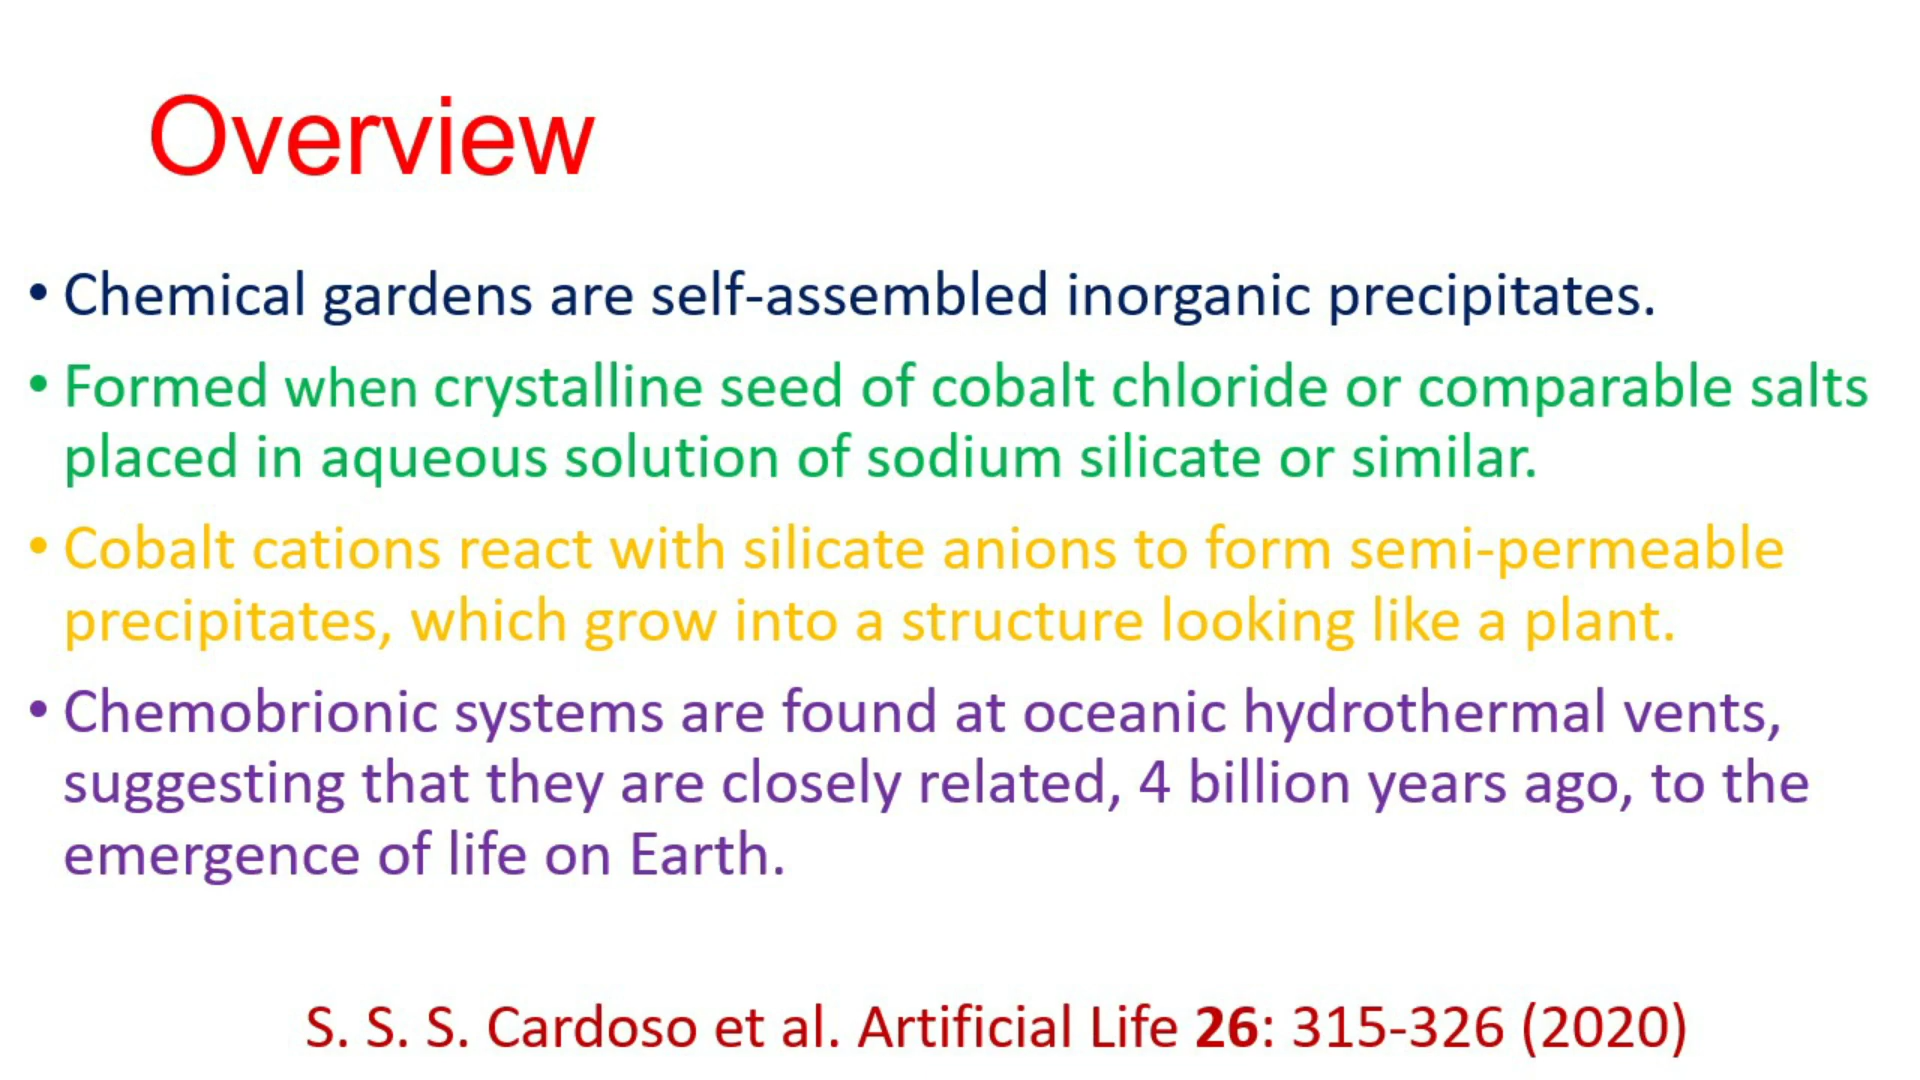 Overview
• Chemical gardens are self-assembled inorganic precipitates.
• Formed when crystalline seed of cobalt chloride or comparable salts
placed in aqueous solution of sodium silicate or similar.
• Cobalt cations react with silicate anions to form semi-permeable
precipitates, which grow into a structure looking like a plant.
• Chemobrionic systems are found at oceanic hydrothermal vents,
suggesting that they are closely related, 4 billion years ago, to the
emergence of life on Earth.
S. S. S. Cardoso et al. Artificial Life 26: 315-326 (2020)